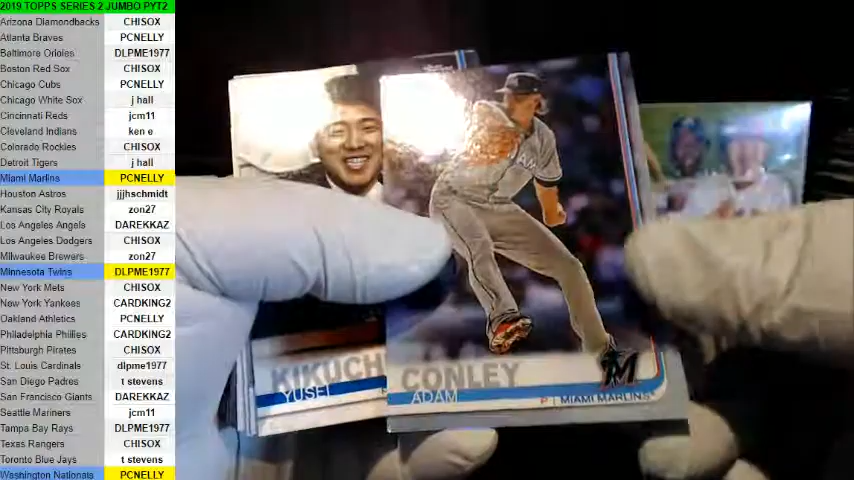 2019 TOPPS SERIES 2 JUMBO PYT2
Arizona Diamondbacks CHISOX
Atlanta Braves PCNELLY
Baltimore Orioles DLPME1977
Boston Red Sox CHISOX
Chicago Cubs PCNELLY
Chicago White Sox j hall
Cincinnati Reds jcm11
Cleveland Indians ken e
Colorado Rockies CHISOX
Detroit Tigers j hall
Miami Marlins PCNELLY
Houston Astros jjjhschmidt
Kansas City Royals zon27
Los Angeles Angels DAREKKAZ
Los Angeles Dodgers CHISOX
Milwaukee Brewers zon27
Minnesota Twins DLPME1977
New York Mets CHISOX
New York Yankees CARDKING2
Oakland Athletics PCNELLY
Philadelphia Phillies CARDKING2
Pittsburgh Pirates CHISOX
St. Louis Cardinals dlpme1977
San Diego Padres t stevens
San Francisco Giants DAREKKAZ
Seattle Mariners jcm11
Tampa Bay Rays DLPME1977
Texas Rangers CHISOX
Toronto Blue Jays t stevens
Washington Nationals PCNELLY
KIKUCH
YUSEI
CONLEY
ADAM
P MIAMI MARLINS
M